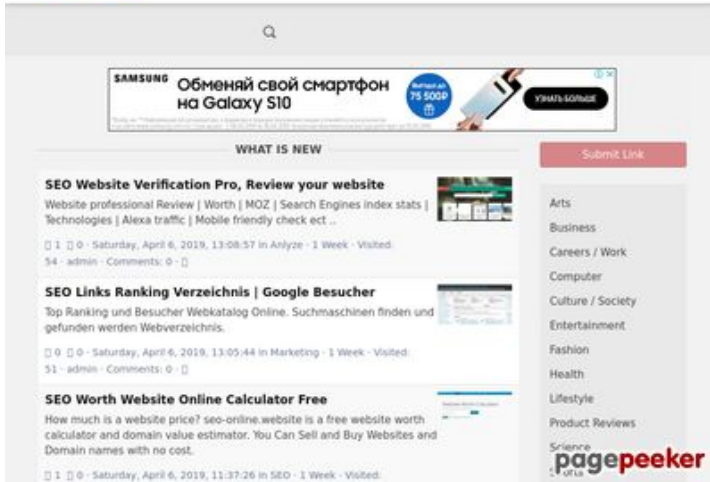 SAMSUNG
Обменяй свой смартфон
на Galaxy S10
75 500₽
УЗНАТЬ БОЛЬШЕ
WHAT IS NEW
Submit Link
SEO Website Verification Pro, Review your website
Website professional Review | Worth | MOZ | Search Engines index stats |
Technologies | Alexa traffic | Mobile friendly check ect ..
1 0 · Saturday, April 6, 2019, 13:08:57 in Anlyze · 1 Week · Visited:
54 · admin · Comments: 0 ·
SEO Links Ranking Verzeichnis | Google Besucher
Top Ranking und Besucher Webkatalog Online. Suchmaschinen finden und
gefunden werden Webverzeichnis.
0 0 · Saturday, April 6, 2019, 13:05:44 in Marketing · 1 Week · Visited:
51 · admin · Comments: 0 ·
SEO Worth Website Online Calculator Free
How much is a website price? seo-online.website is a free website worth
calculator and domain value estimator. You Can Sell and Buy Websites and
Domain names with no cost.
1 0 · Saturday, April 6, 2019, 11:37:26 in SEO · 1 Week · Visited:
Arts
Business
Careers / Work
Computer
Culture / Society
Entertainment
Fashion
Health
Lifestyle
Product Reviews
Science
pagepeeker